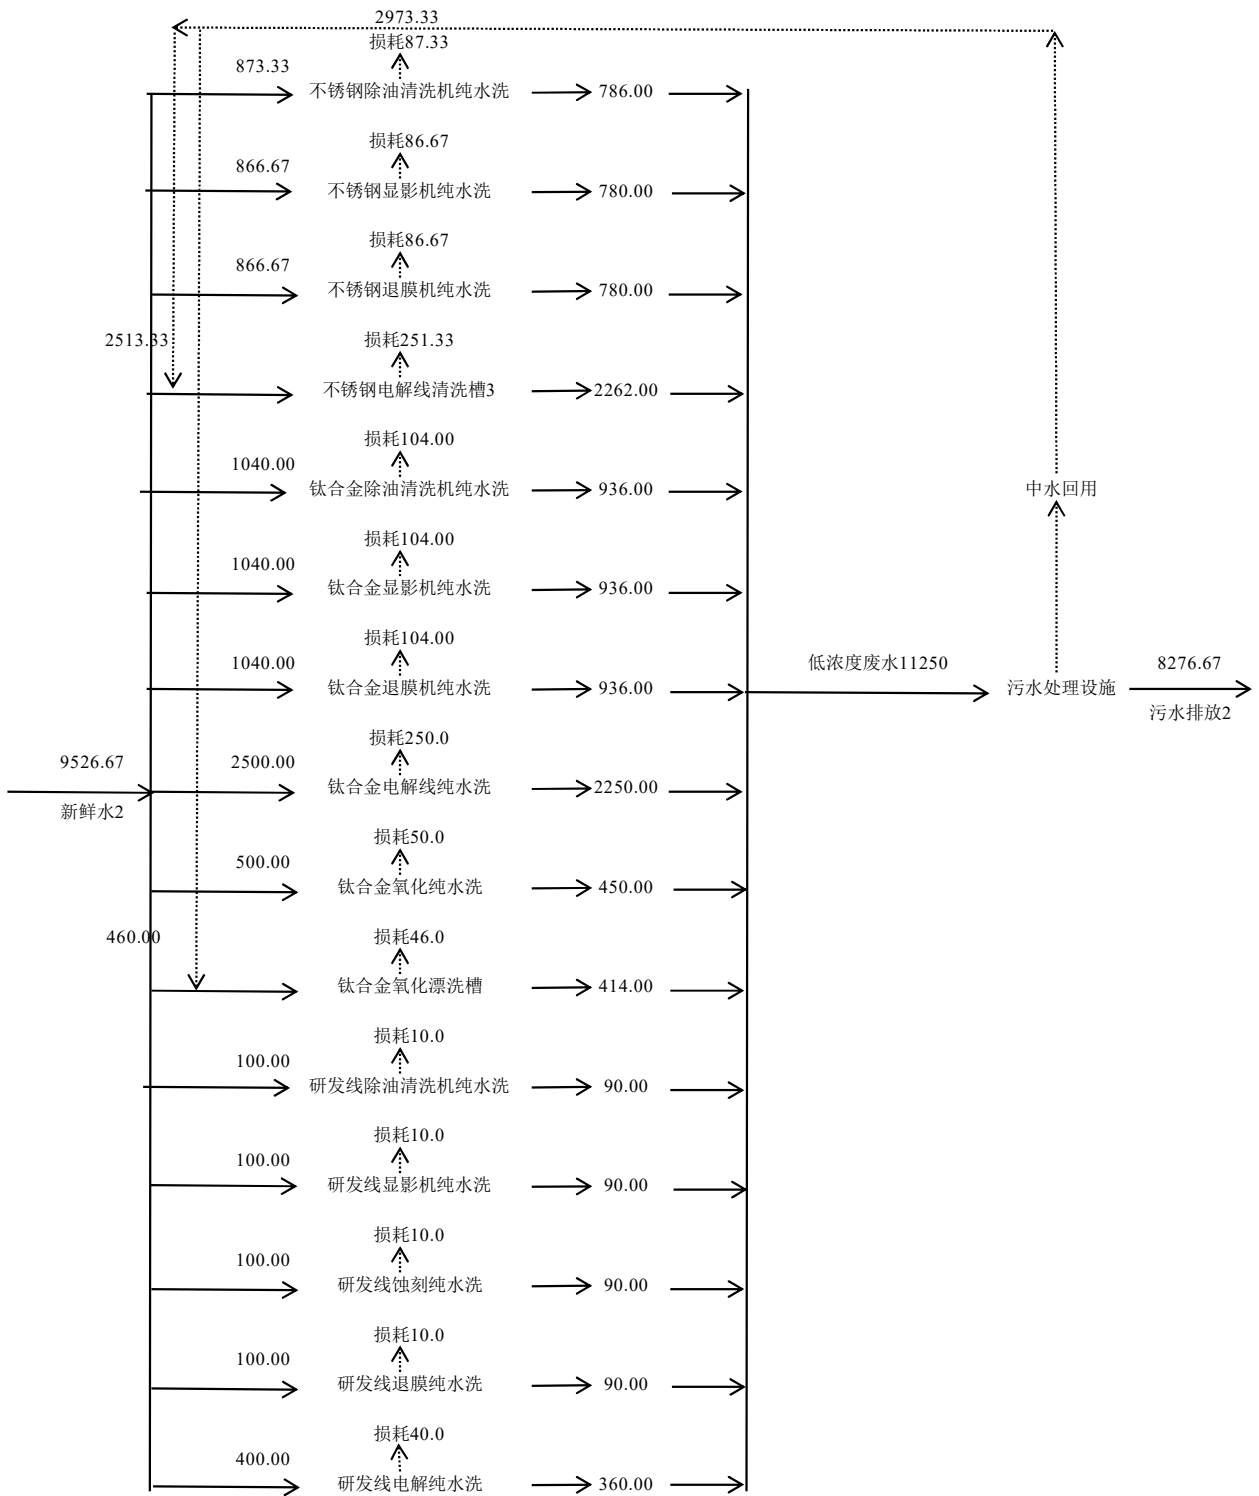 2973.33
损耗87.33
873.33
不锈钢除油清洗机纯水洗
786.00
损耗86.67
866.67
不锈钢显影机纯水洗
780.00
损耗86.67
866.67
不锈钢退膜机纯水洗
780.00
2513.33
损耗251.33
不锈钢电解线清洗槽3
2262.00
损耗104.00
1040.00
钛合金除油清洗机纯水洗
936.00
中水回用
损耗104.00
1040.00
钛合金显影机纯水洗
936.00
损耗104.00
1040.00
钛合金退膜机纯水洗
936.00
低浓度废水11250
污水处理设施
8276.67
污水排放2
损耗250.0
9526.67
新鲜水2
2500.00
钛合金电解线纯水洗
2250.00
损耗50.0
500.00
钛合金氧化纯水洗
450.00
460.00
损耗46.0
钛合金氧化漂洗槽
414.00
损耗10.0
100.00
研发线除油清洗机纯水洗
90.00
损耗10.0
100.00
研发线显影机纯水洗
90.00
损耗10.0
100.00
研发线蚀刻纯水洗
90.00
损耗10.0
100.00
研发线退膜纯水洗
90.00
损耗40.0
400.00
研发线电解纯水洗
360.00